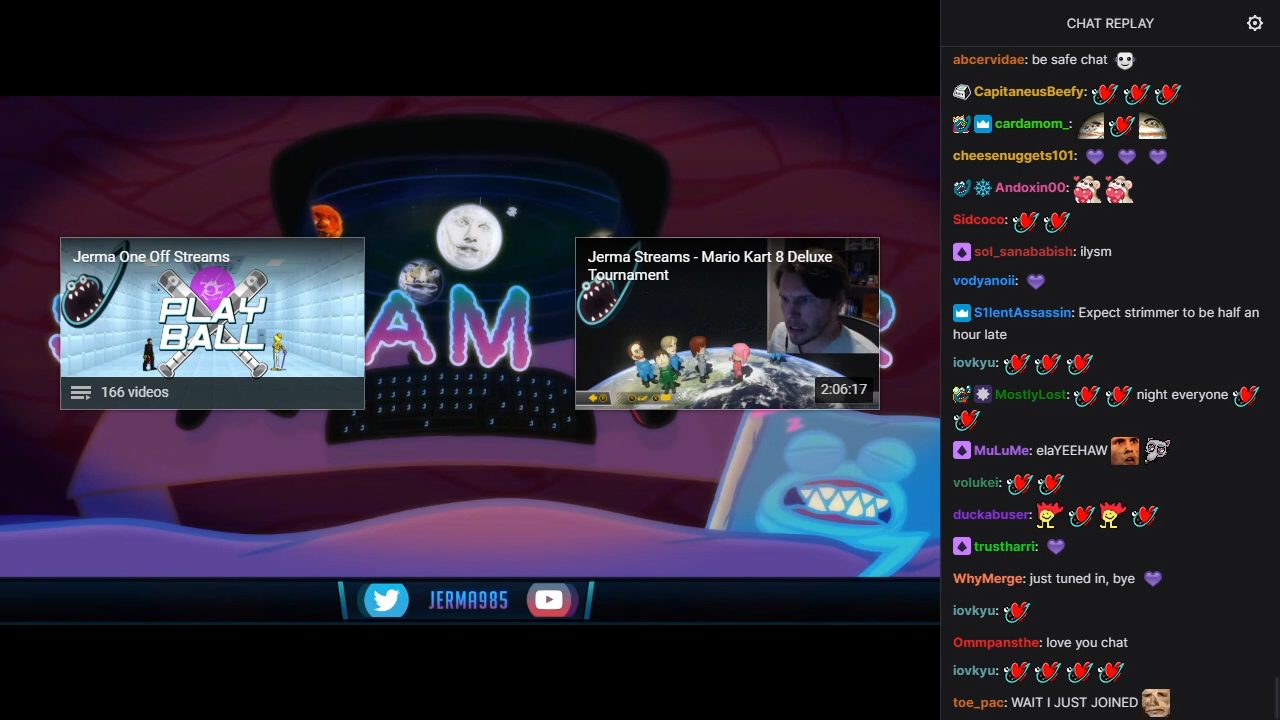 CHAT REPLAY
abcervidae: be safe chat
CapitaneusBeefy:
cardamom_:
cheesenuggets101:
Andoxin00:
Sidcoco:
sol_sanababish: ilysm
vodyanoii:
S1lentAssassin: Expect strimmer to be half an
hour late
iovkyu:
MostlyLost: night everyone
MuLuMe: elaYEEHAW
volukei:
duckabuser:
trustharri:
WhyMerge: just tuned in, bye
iovkyu:
Ommpansthe: love you chat
iovkyu:
toe_pac: WAIT I JUST JOINED
Jerma One Off Streams
PLAY
BALL
166 videos
AM
Jerma Streams - Mario Kart 8 Deluxe
Tournament
2:06:17
z
JERMA985